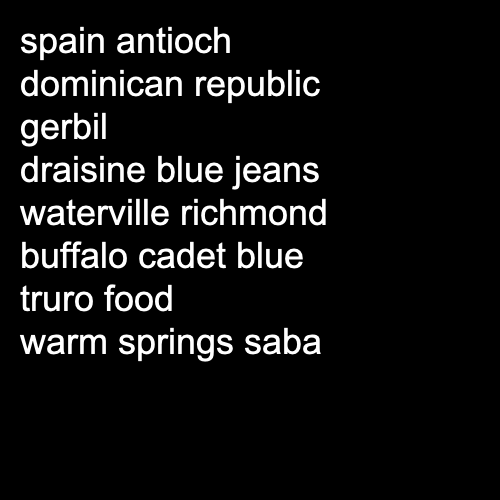 spain antioch
dominican republic
gerbil
draisine blue jeans
waterville richmond
buffalo cadet blue
truro food
warm springs saba